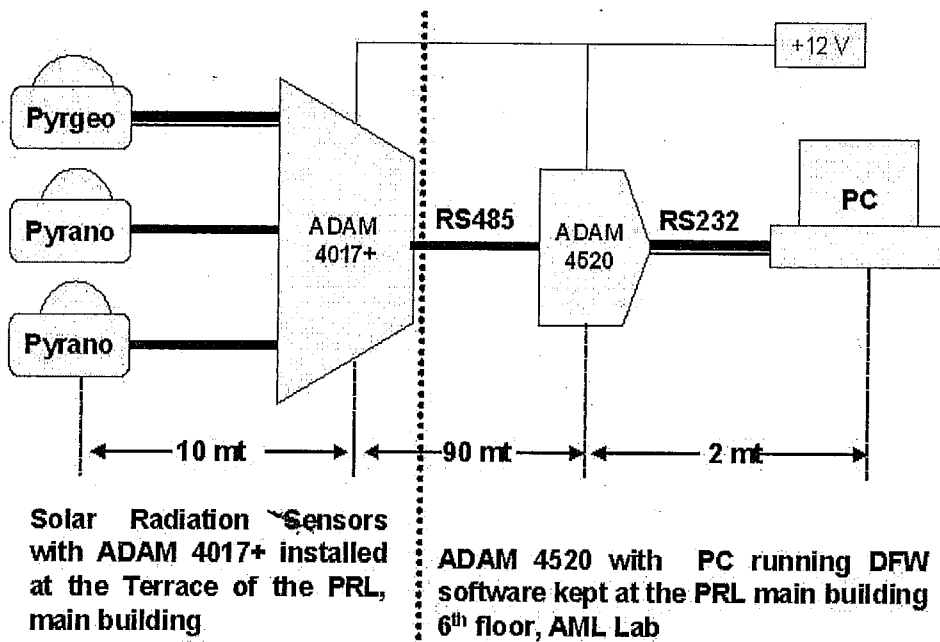 +12 V
Pyrgeo
Pyrano
Pyrano
ADAM
4017+
RS485
ADAM
4520
RS232
PC
10 mt
90 mt
2 mt
Solar Radiation Sensors
with ADAM 4017+ installed
at the Terrace of the PRL,
main building
ADAM 4520 with PC running DFW
software kept at the PRL main building
6th floor, AML Lab